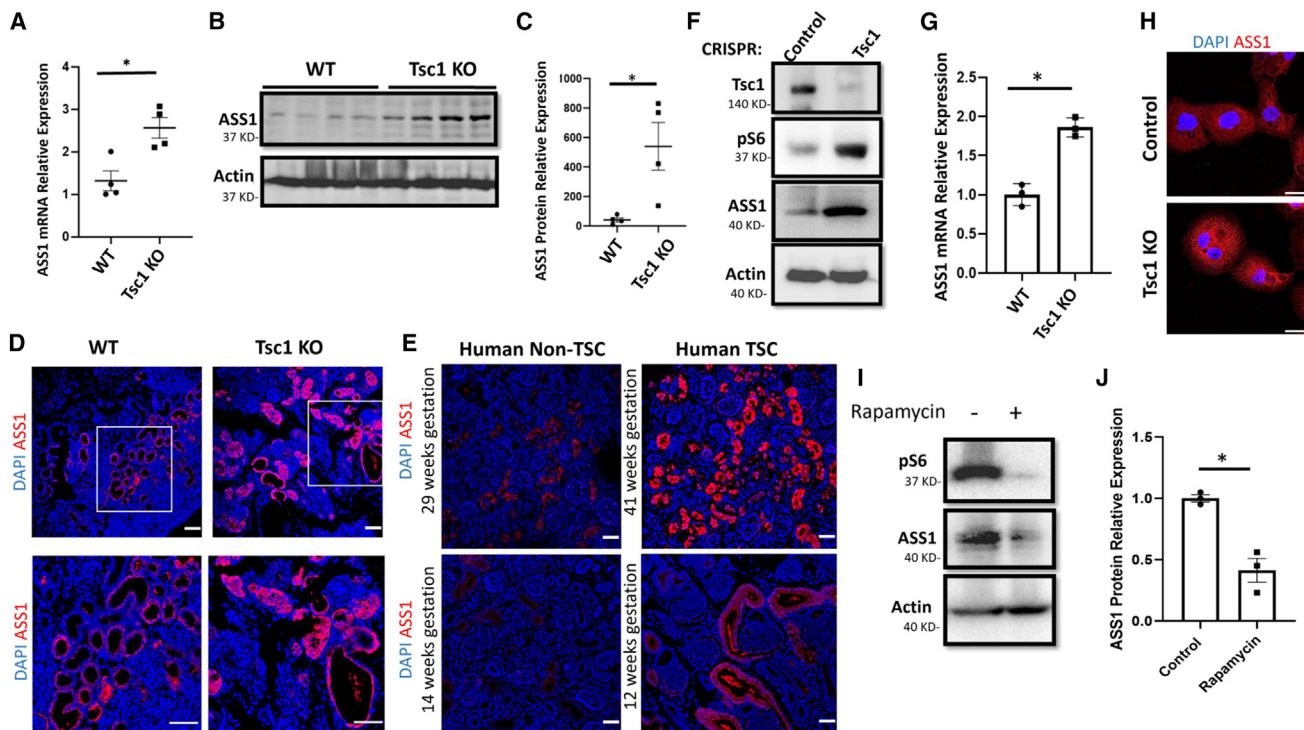 A
ASS1 mRNA Relative Expression
4
3
2
1
0
*
WT
Tsc1 KO
B
WT Tsc1 KO
ASS1
37 KD-
Actin
37 KD-
C
ASS1 Protein Relative Expression
1000
800
600
400
200
0
*
WT
Tsc1 KO
F
CRISPR: Control Tsc1
Tsc1
140 KD-
pS6
37 KD-
ASS1
40 KD-
Actin
40 KD-
G
ASS1 mRNA Relative Expression
2.5
2.0
1.5
1.0
0.5
0.0
*
WT
Tsc1 KO
H
DAPI ASS1
Control
Tsc1 KO
D
WT Tsc1 KO
DAPI ASS1
DAPI ASS1
E
Human Non-TSC Human TSC
DAPI ASS1
29 weeks gestation
41 weeks gestation
DAPI ASS1
14 weeks gestation
12 weeks gestation
I
Rapamycin - +
pS6
37 KD-
ASS1
40 KD-
Actin
40 KD-
J
ASS1 Protein Relative Expression
1.5
1.0
0.5
0.0
*
Control
Rapamycin